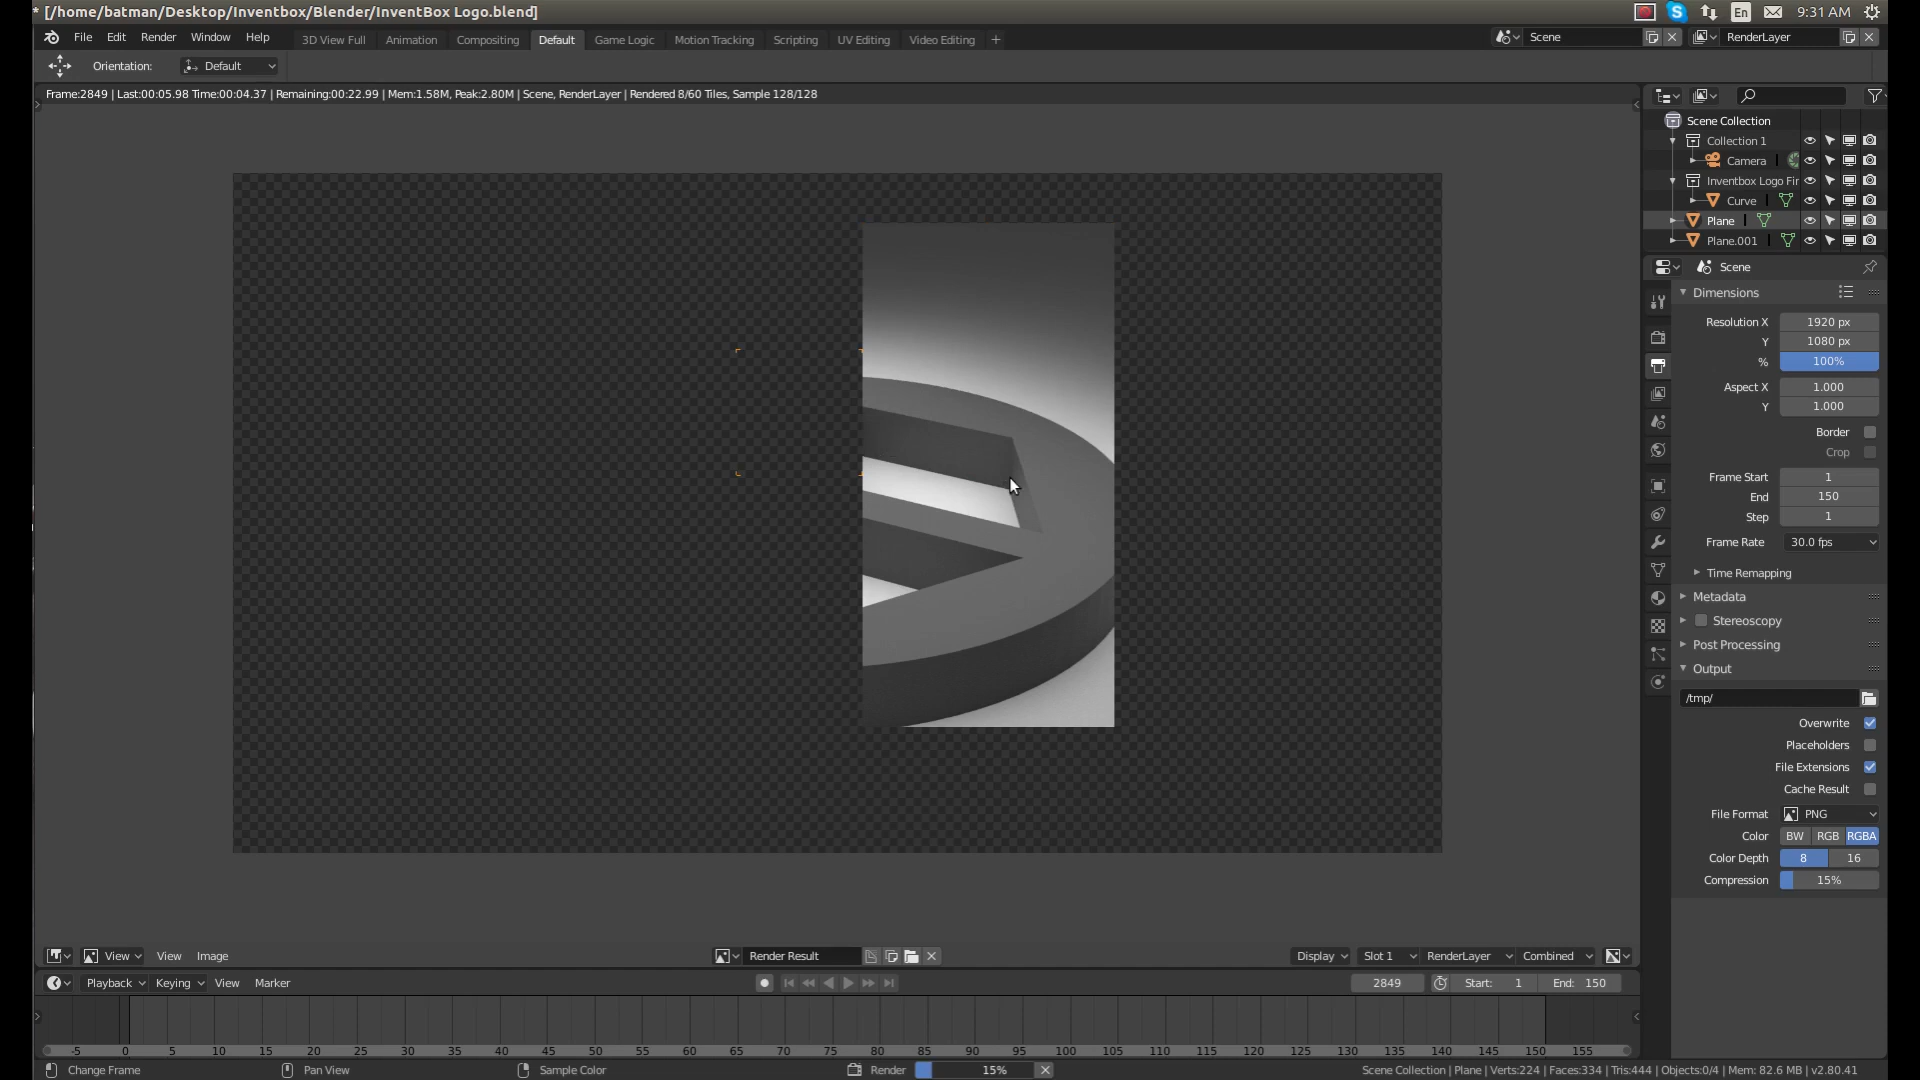 * [/home/batman/Desktop/Inventbox/Blender/InventBox Logo.blend]
En
9:31 AM
File Edit Render Window Help
3D View Full Animation Compositing Default Game Logic Motion Tracking Scripting UV Editing Video Editing +
Scene
RenderLayer
Orientation: Default
Frame:2849 | Last:00:05.98 Time:00:04.37 | Remaining:00:22.99 | Mem:1.58M, Peak:2.80M | Scene, RenderLayer | Rendered 8/60 Tiles, Sample 128/128
Scene Collection
Collection 1
Camera
Inventbox Logo Fir
Curve
Plane
Plane.001
Scene
Dimensions
Resolution X 1920 px
Y 1080 px
% 100%
Aspect X 1.000
Y 1.000
Border
Crop
Frame Start 1
End 150
Step 1
Frame Rate 30.0 fps
Time Remapping
Metadata
Stereoscopy
Post Processing
Output
/tmp/
Overwrite
Placeholders
File Extensions
Cache Result
File Format PNG
Color BW RGB RGBA
Color Depth 8 16
Compression 15%
View View Image
Render Result
Display Slot 1 RenderLayer Combined
Playback Keying View Marker
2849 Start: 1 End: 150
-5 0 5 10 15 20 25 30 35 40 45 50 55 60 65 70 75 80 85 90 95 100 105 110 115 120 125 130 135 140 145 150 155
Change Frame Pan View Sample Color Render 15%
Scene Collection | Plane | Verts:224 | Faces:334 | Tris:444 | Objects:0/4 | Mem: 82.6 MB | v2.80.41